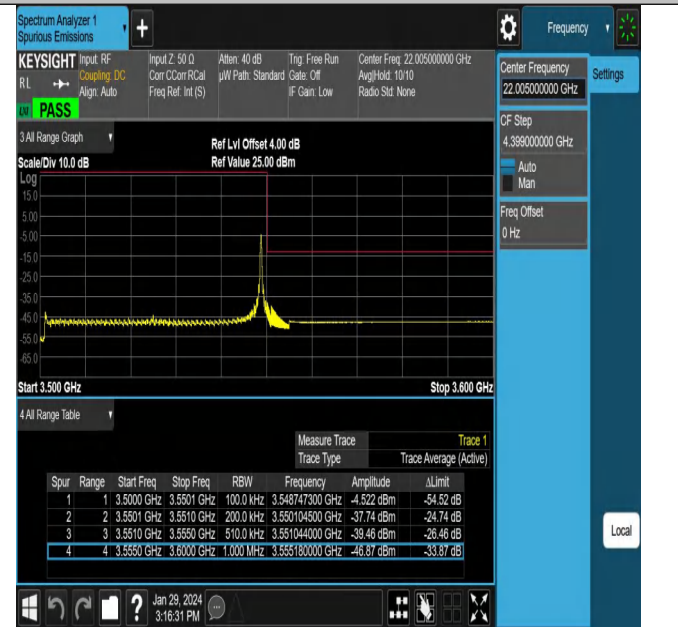 Spectrum Analyzer 1
Spurious Emissions
Frequency
KEYSIGHT Input: RF Input Z: 50 Ω Atten: 40 dB Trig: Free Run Center Freq: 22.005000000 GHz
RL Coupling: DC Corr CCorr RCal µW Path: Standard Gate: Off Avg|Hold: 10/10
Align: Auto Freq Ref: Int (S) IF Gain: Low Radio Std: None
PASS
Center Frequency
22.005000000 GHz
Settings
CF Step
4.399000000 GHz
Auto
Man
Freq Offset
0 Hz
3 All Range Graph
Ref Lvl Offset 4.00 dB
Scale/Div 10.0 dB Ref Value 25.00 dBm
Log
15.0
5.00
-5.00
-15.0
-25.0
-35.0
-45.0
-55.0
-65.0
Start 3.500 GHz Stop 3.600 GHz
4 All Range Table
Measure Trace Trace 1
Trace Type Trace Average (Active)
Spur Range Start Freq Stop Freq RBW Frequency Amplitude ΔLimit
1 1 3.5000 GHz 3.5501 GHz 100.0 kHz 3.548747300 GHz -4.522 dBm -54.52 dB
2 2 3.5501 GHz 3.5510 GHz 200.0 kHz 3.550104500 GHz -37.74 dBm -24.74 dB
3 3 3.5510 GHz 3.5550 GHz 510.0 kHz 3.551044000 GHz -39.46 dBm -26.46 dB
4 4 3.5550 GHz 3.6000 GHz 1.000 MHz 3.555180000 GHz -46.87 dBm -33.87 dB
Local
Jan 29, 2024
3:16:31 PM